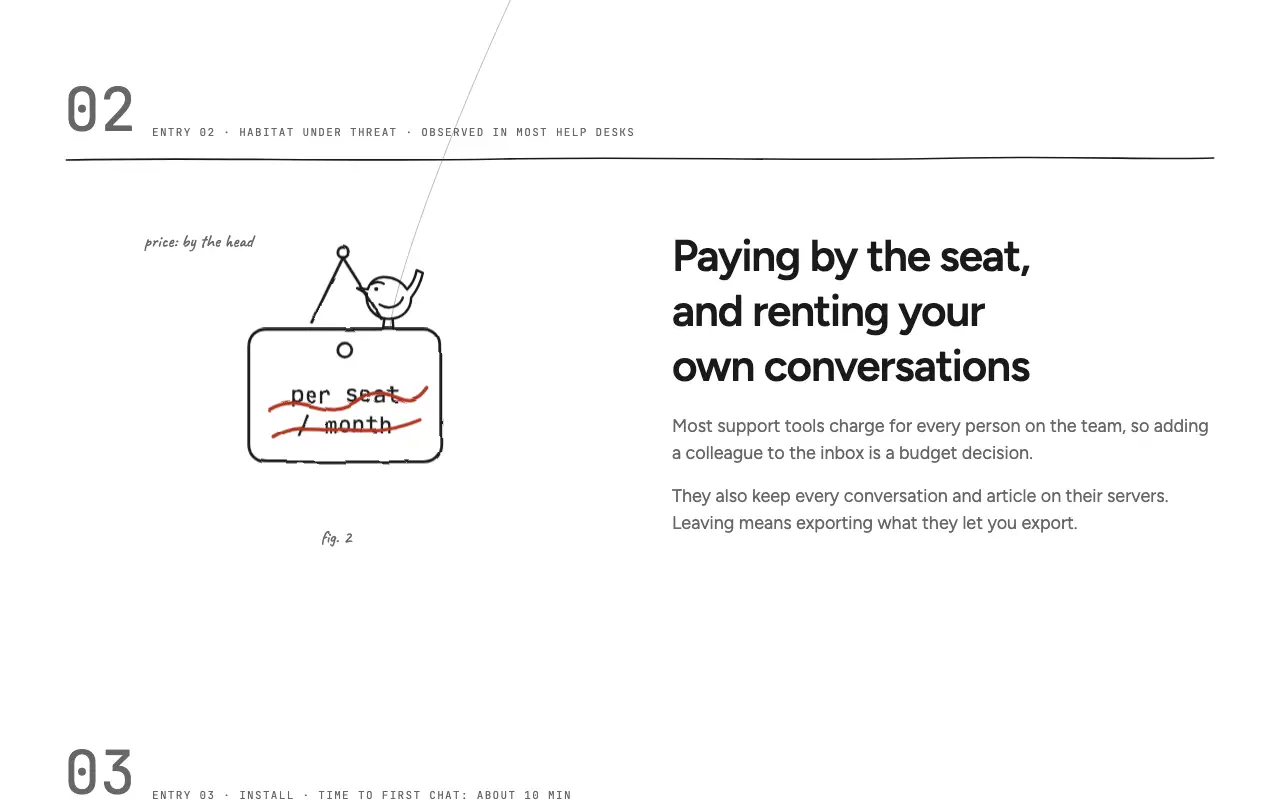 02
ENTRY 02 · HABITAT UNDER THREAT · OBSERVED IN MOST HELP DESKS
price: by the head
per seat
/ month
fig. 2
Paying by the seat,
and renting your
own conversations
Most support tools charge for every person on the team, so adding
a colleague to the inbox is a budget decision.
They also keep every conversation and article on their servers.
Leaving means exporting what they let you export.
03
ENTRY 03 · INSTALL · TIME TO FIRST CHAT: ABOUT 10 MIN